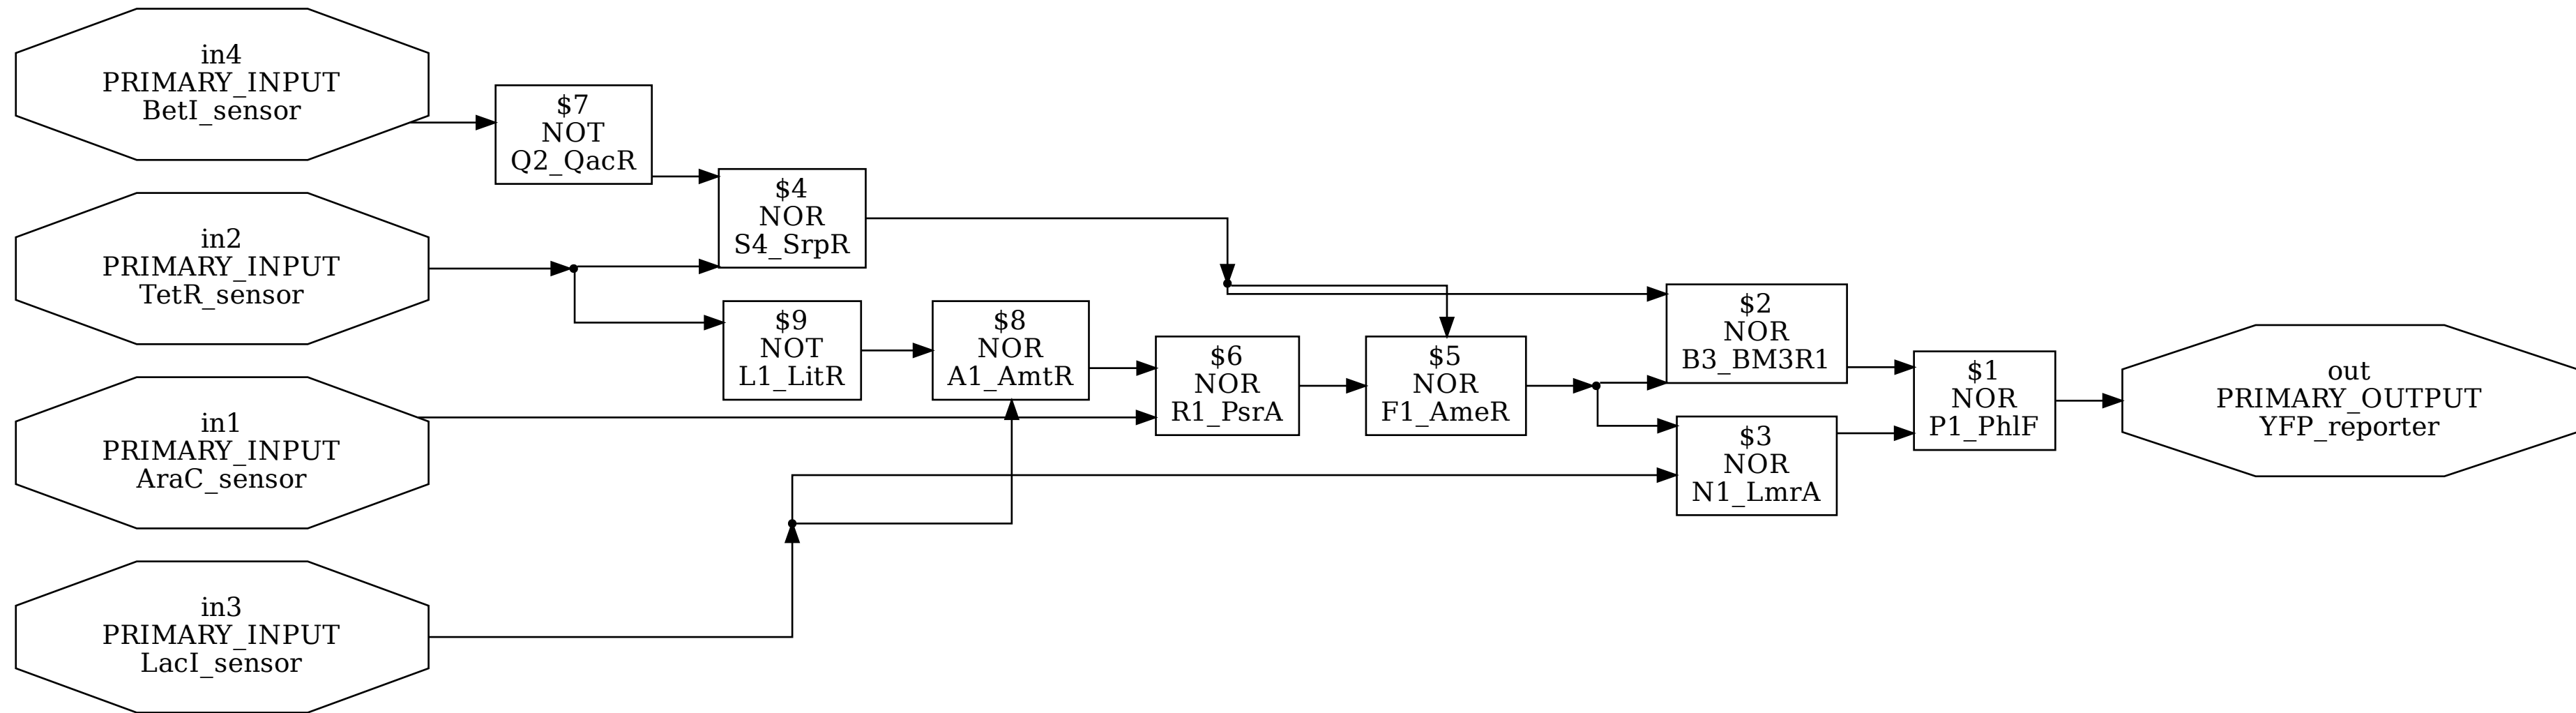 in4
PRIMARY_INPUT
BetI_sensor
$7
NOT
Q2_QacR
in2
PRIMARY_INPUT
TetR_sensor
$4
NOR
S4_SrpR
$9
NOT
L1_LitR
$8
NOR
A1_AmtR
in1
PRIMARY_INPUT
AraC_sensor
$6
NOR
R1_PsrA
$5
NOR
F1_AmeR
$2
NOR
B3_BM3R1
$3
NOR
N1_LmrA
$1
NOR
P1_PhlF
out
PRIMARY_OUTPUT
YFP_reporter
in3
PRIMARY_INPUT
LacI_sensor